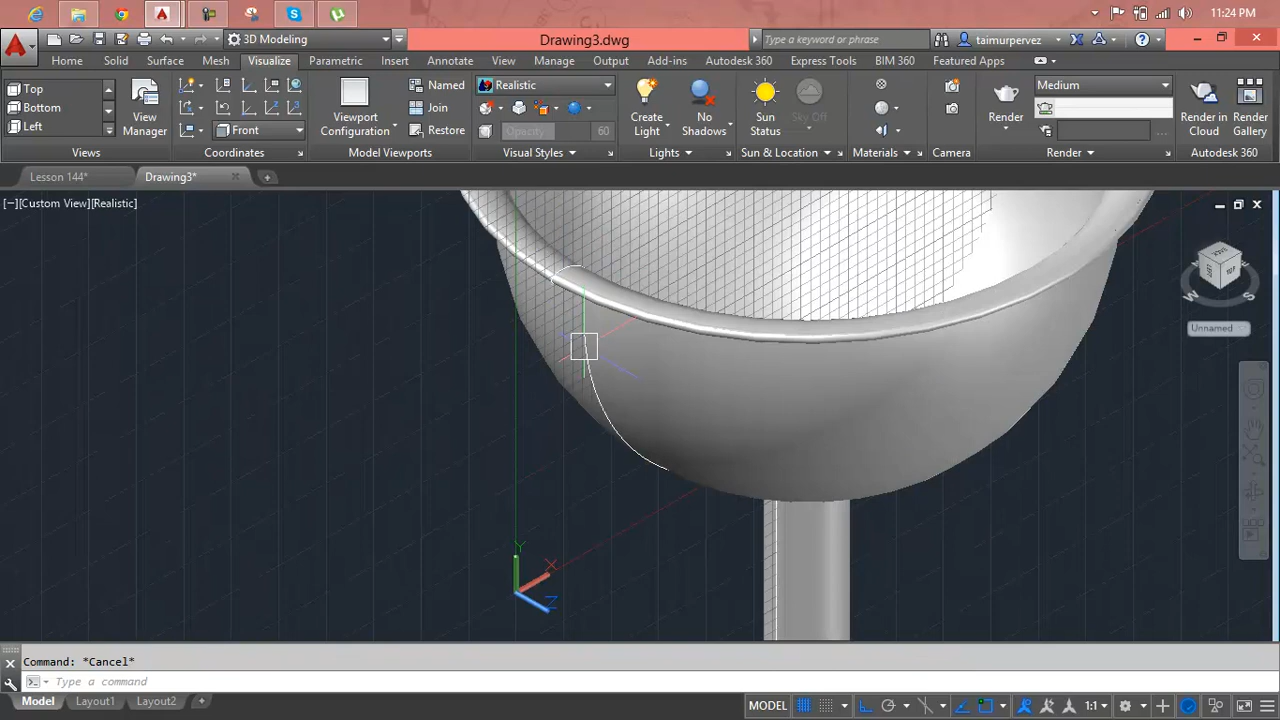 11:24 PM
3D Modeling
Drawing3.dwg
Type a keyword or phrase
taimurpervez
Home Solid Surface Mesh Visualize Parametric Insert Annotate View Manage Output Add-ins Autodesk 360 Express Tools BIM 360 Featured Apps
Top
Bottom
Left
View
Manager
Views
Front
Coordinates
Viewport
Configuration
Named
Join
Restore
Model Viewports
Realistic
Opacity 60
Visual Styles
Create
Light
No
Shadows
Lights
Sun
Status
Sky Off
Sun & Location
Materials
Camera
Render
Medium
Render
Render in
Cloud
Render
Gallery
Autodesk 360
Lesson 144*
Drawing3*
[−][Custom View][Realistic]
W
S
Unnamed
Y
X
Z
Command: *Cancel*
Type a command
Model Layout1 Layout2
MODEL
1:1